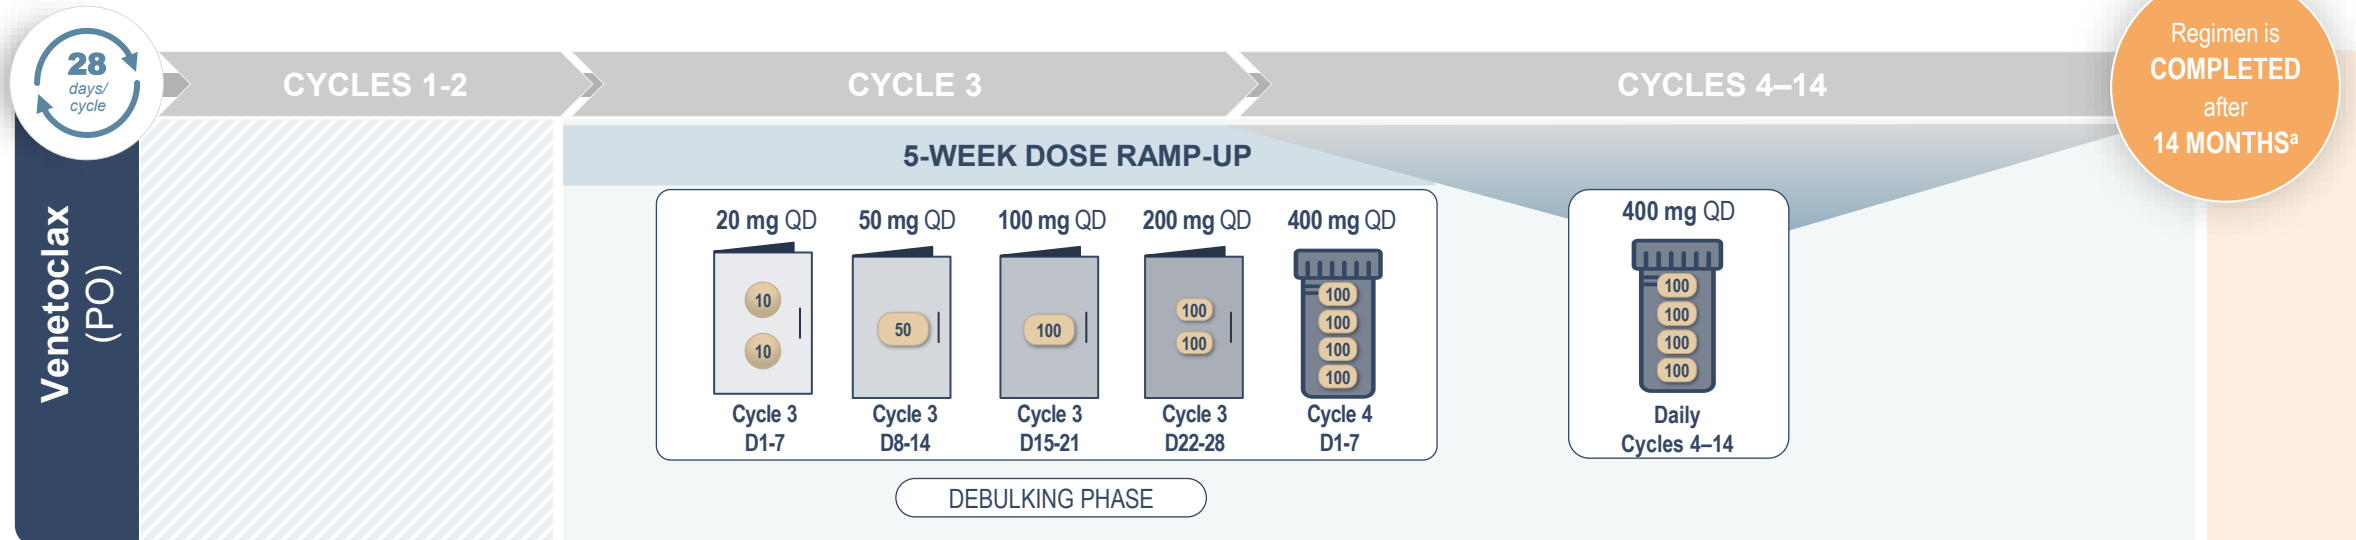 28
days/
cycle
CYCLES 1-2
CYCLE 3
CYCLES 4–14
Regimen is
COMPLETED
after
14 MONTHSᵃ
Venetoclax
(PO)
5-WEEK DOSE RAMP-UP
20 mg QD
50 mg QD
100 mg QD
200 mg QD
400 mg QD
10
10
50
100
100
100
100
100
100
100
Cycle 3
D1-7
Cycle 3
D8-14
Cycle 3
D15-21
Cycle 3
D22-28
Cycle 4
D1-7
400 mg QD
100
100
100
100
Daily
Cycles 4–14
DEBULKING PHASE